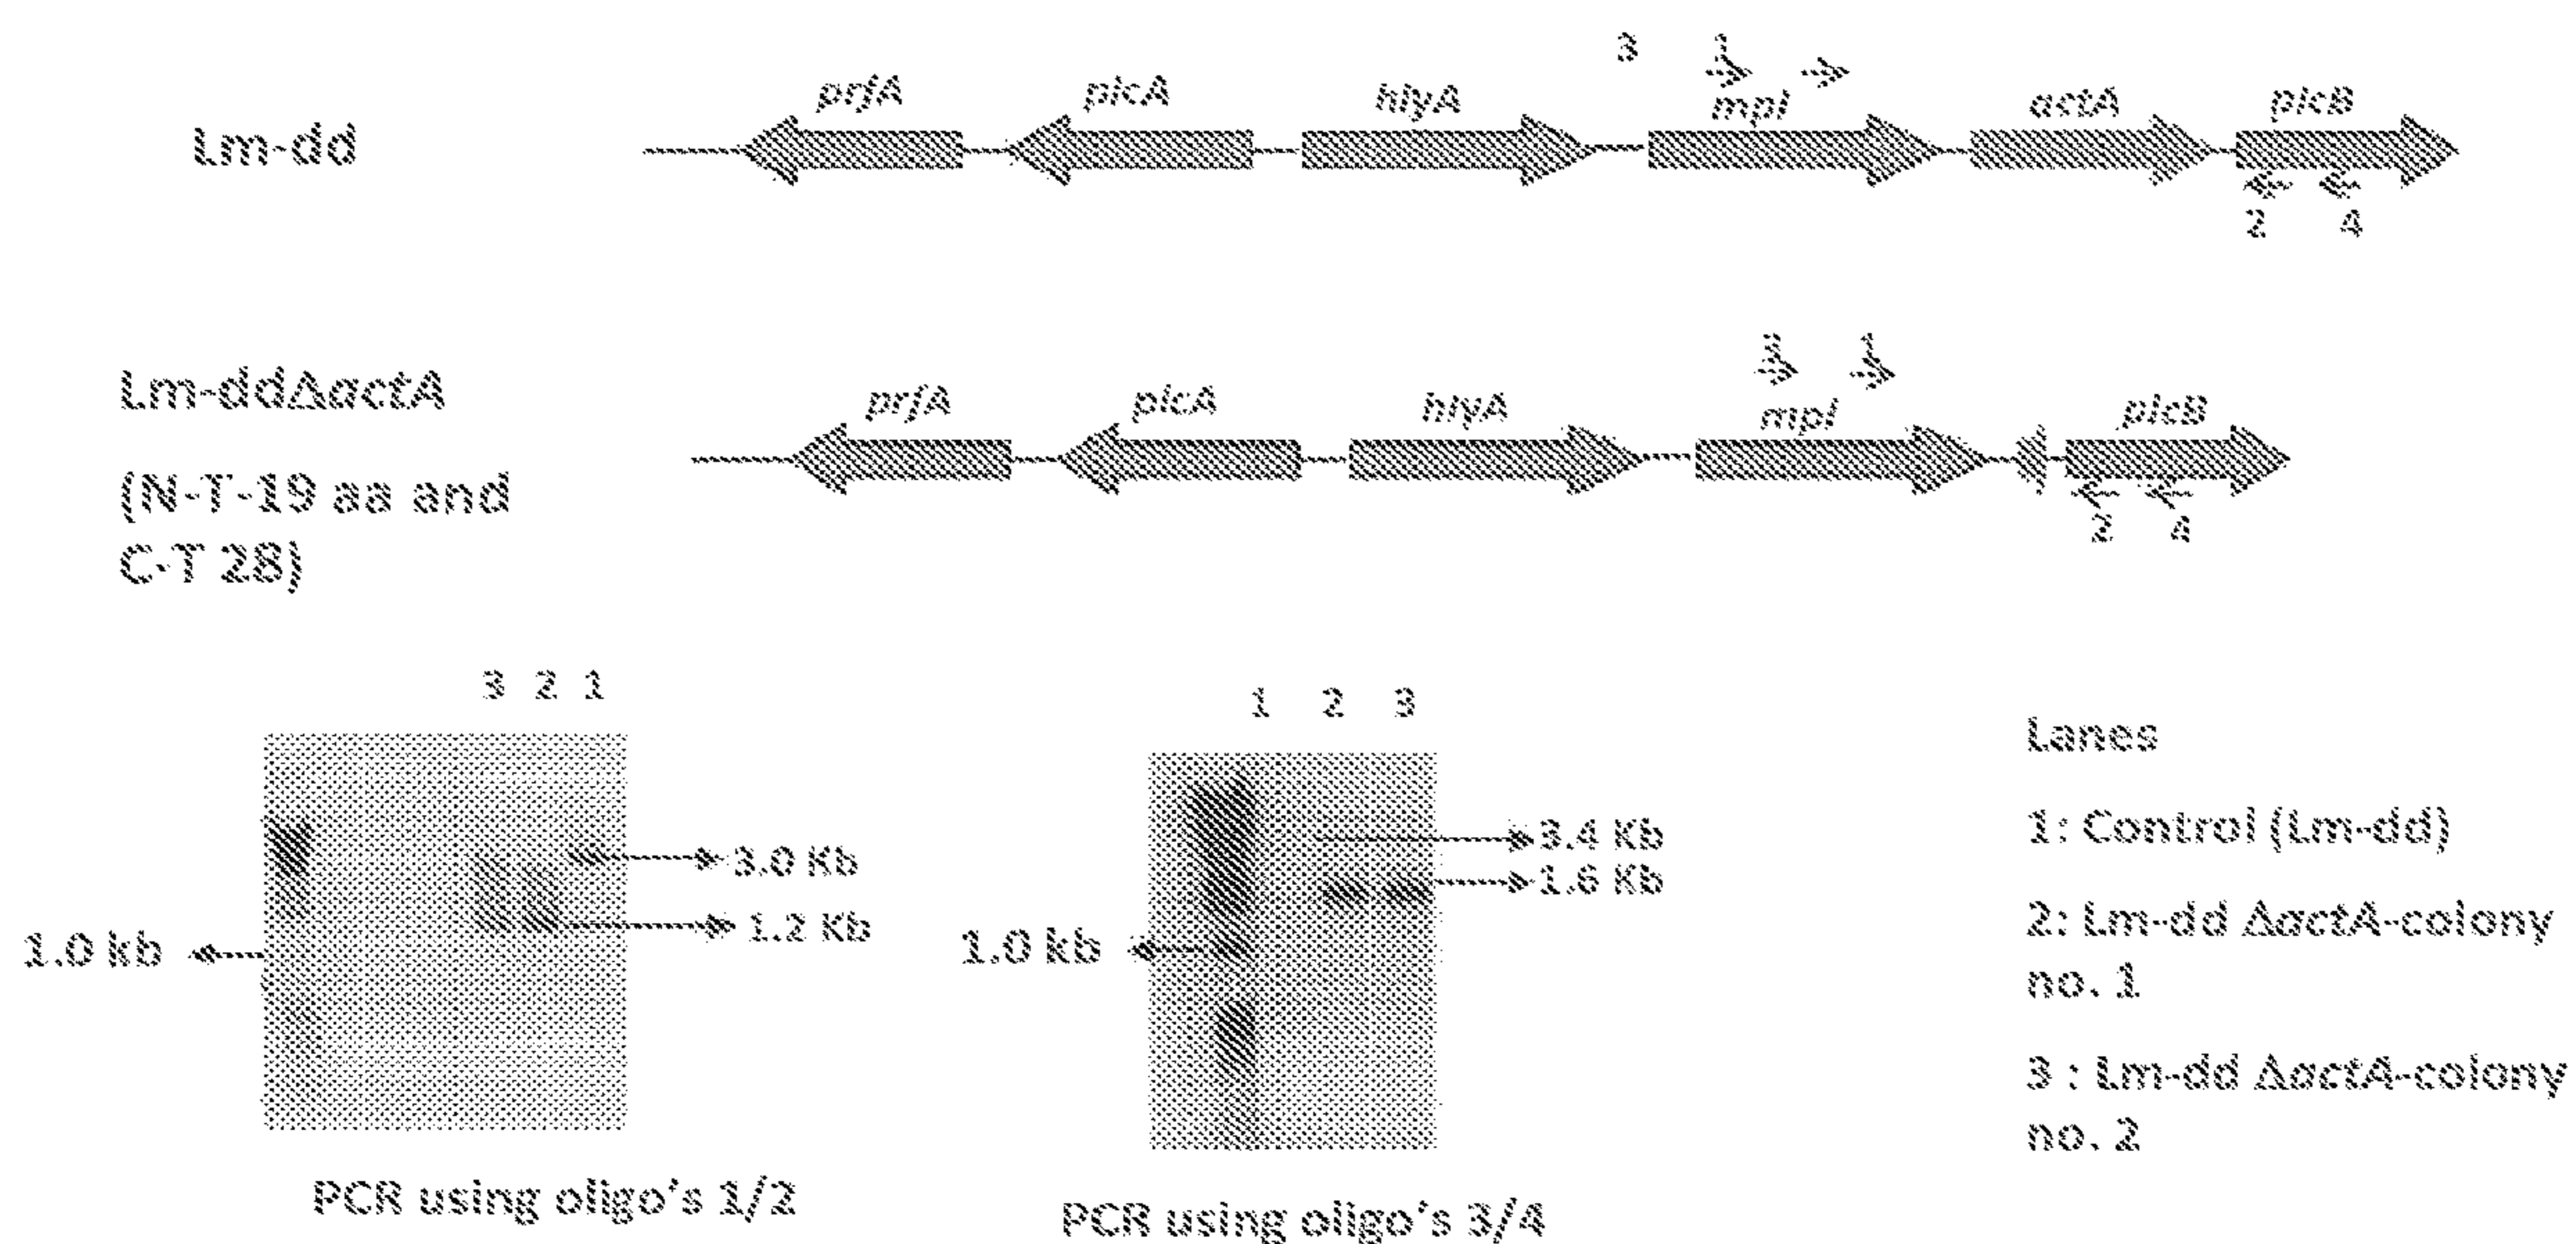 3 1
prfA plcA hlyA mpl actA plcB
Lm-dd
2 4
3 1
Lm-ddΔactA
prfA plcA hlyA mpl plcB
(N-T-19 aa and
C-T 28)
2 4
3 2 1
3.0 Kb
1.2 Kb
1.0 kb
PCR using oligo's 1/2
1 2 3
3.4 Kb
1.6 Kb
1.0 kb
PCR using oligo's 3/4
Lanes
1: Control (Lm-dd)
2: Lm-dd ΔactA-colony
no. 1
3 : Lm-dd ΔactA-colony
no. 2